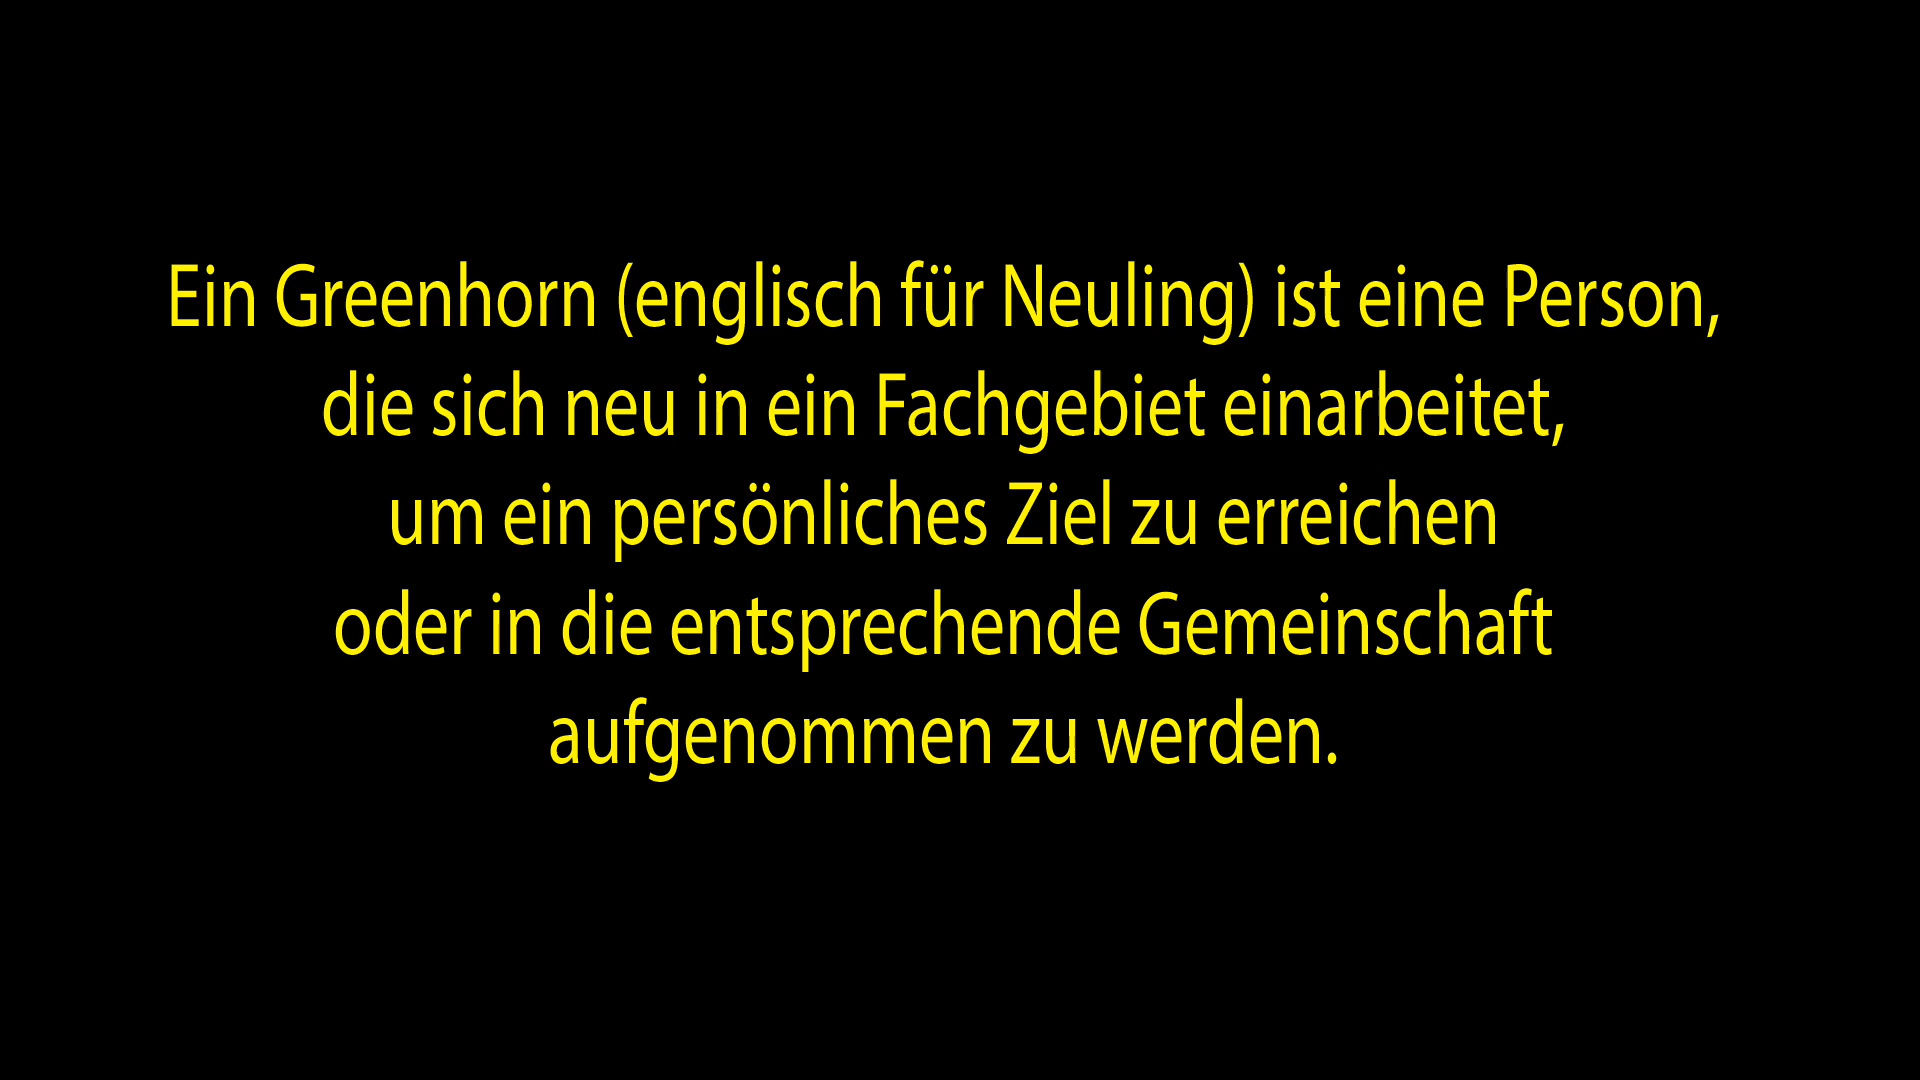 Ein Greenhorn (englisch für Neuling) ist eine Person,
die sich neu in ein Fachgebiet einarbeitet,
um ein persönliches Ziel zu erreichen
oder in die entsprechende Gemeinschaft
aufgenommen zu werden.